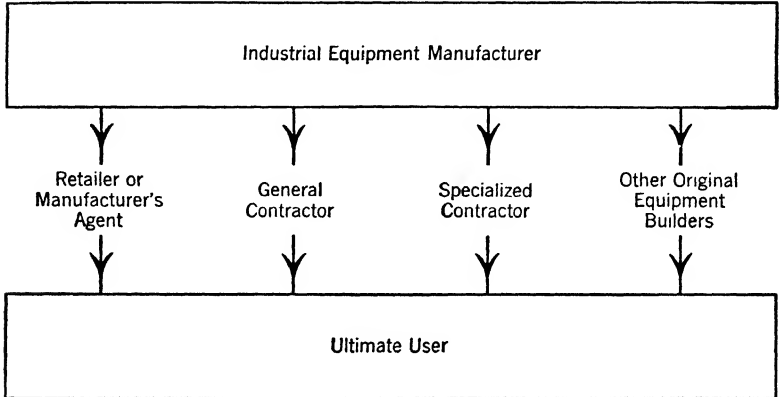 Industrial Equipment Manufacturer
Retailer or
Manufacturer's
Agent
General
Contractor
Specialized
Contractor
Other Original
Equipment
Builders
Ultimate User